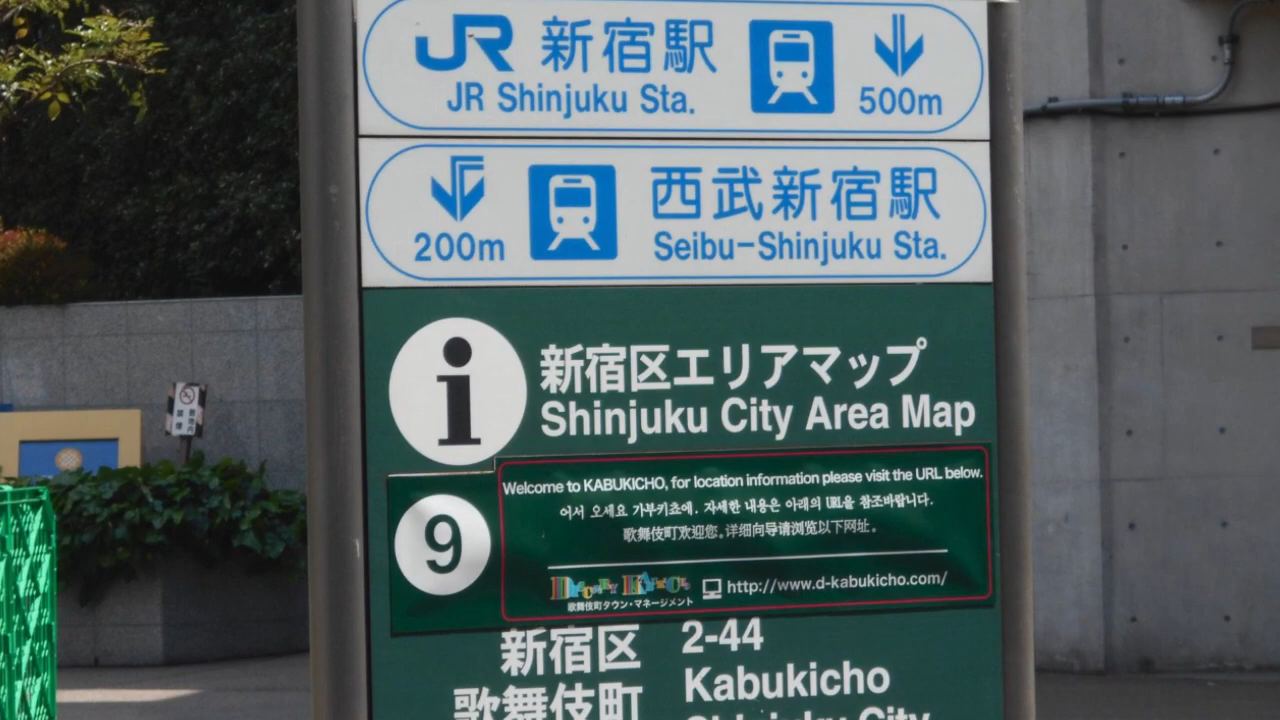 JR 新宿駅
JR Shinjuku Sta. 500m
西武新宿駅
200m Seibu-Shinjuku Sta.
i 新宿区エリアマップ
Shinjuku City Area Map
Welcome to KABUKICHO, for location information please visit the URL below.
어서 오세요 가부키쵸에. 자세한 내용은 아래의 URL을 참조바랍니다.
歌舞伎町欢迎您。详细向导请浏览以下网址。
9
http://www.d-kabukicho.com/
歌舞伎町タウン・マネージメント
新宿区 2-44
歌舞伎町 Kabukicho
Shinjuku City